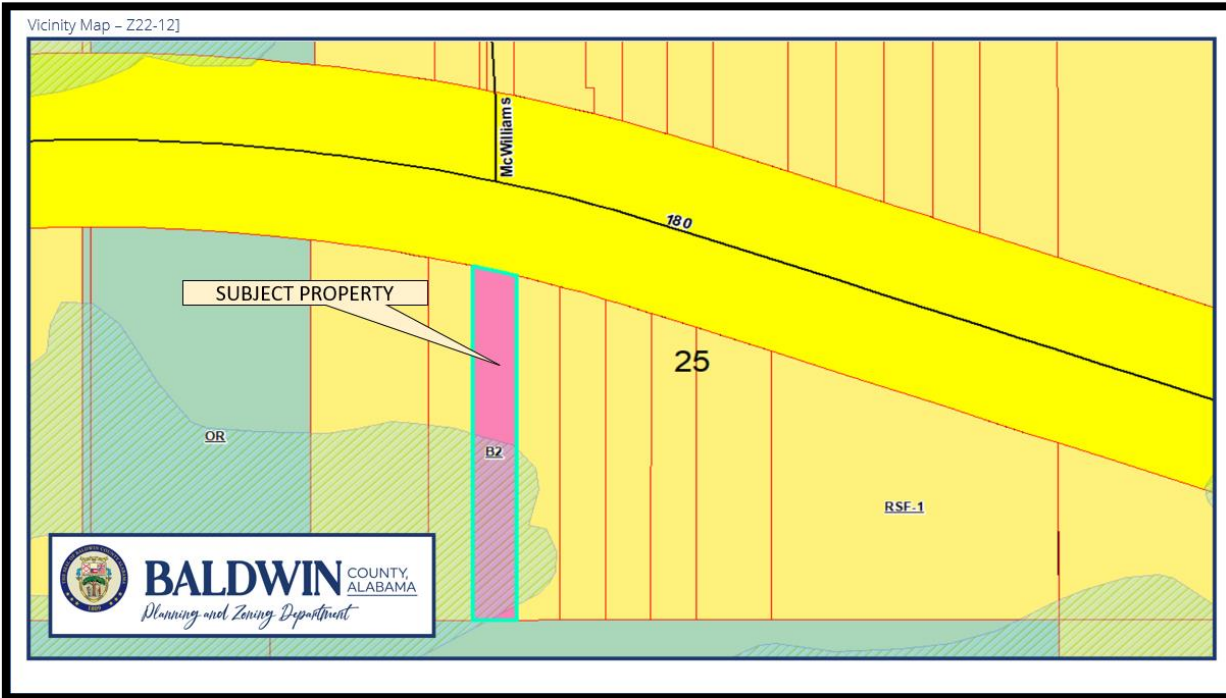 Vicinity Map – Z22-12]
McWilliams
180
SUBJECT PROPERTY
25
OR
B2
RSF-1
BALDWIN COUNTY, ALABAMA
Planning and Zoning Department